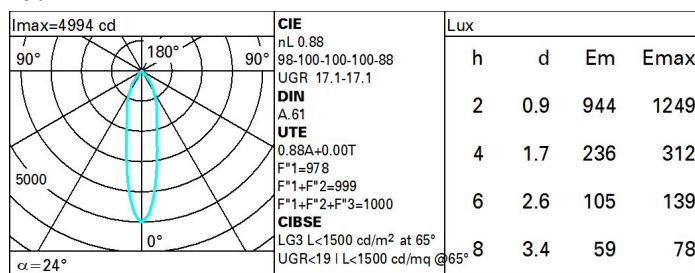 Imax=4994 cd
90° 180° 90°
5000
0°
α=24°
CIE
nL 0.88
98-100-100-100-88
UGR 17.1-17.1
DIN
A.61
UTE
0.88A+0.00T
F"1=978
F"1+F"2=999
F"1+F"2+F"3=1000
CIBSE
LG3 L<1500 cd/m² at 65°
UGR<19 | L<1500 cd/mq @65°
Lux
h d Em Emax
2 0.9 944 1249
4 1.7 236 312
6 2.6 105 139
8 3.4 59 78